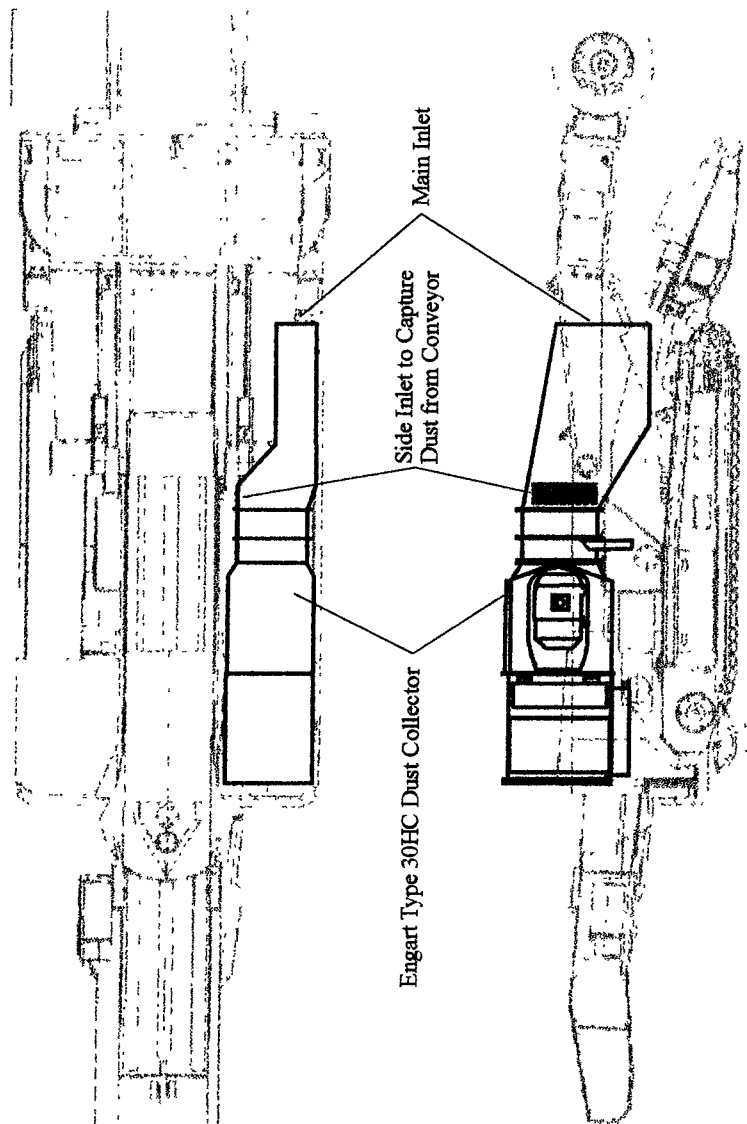 Engart Type 30HC Dust Collector
Side Inlet to Capture
Dust from Conveyor
Main Inlet